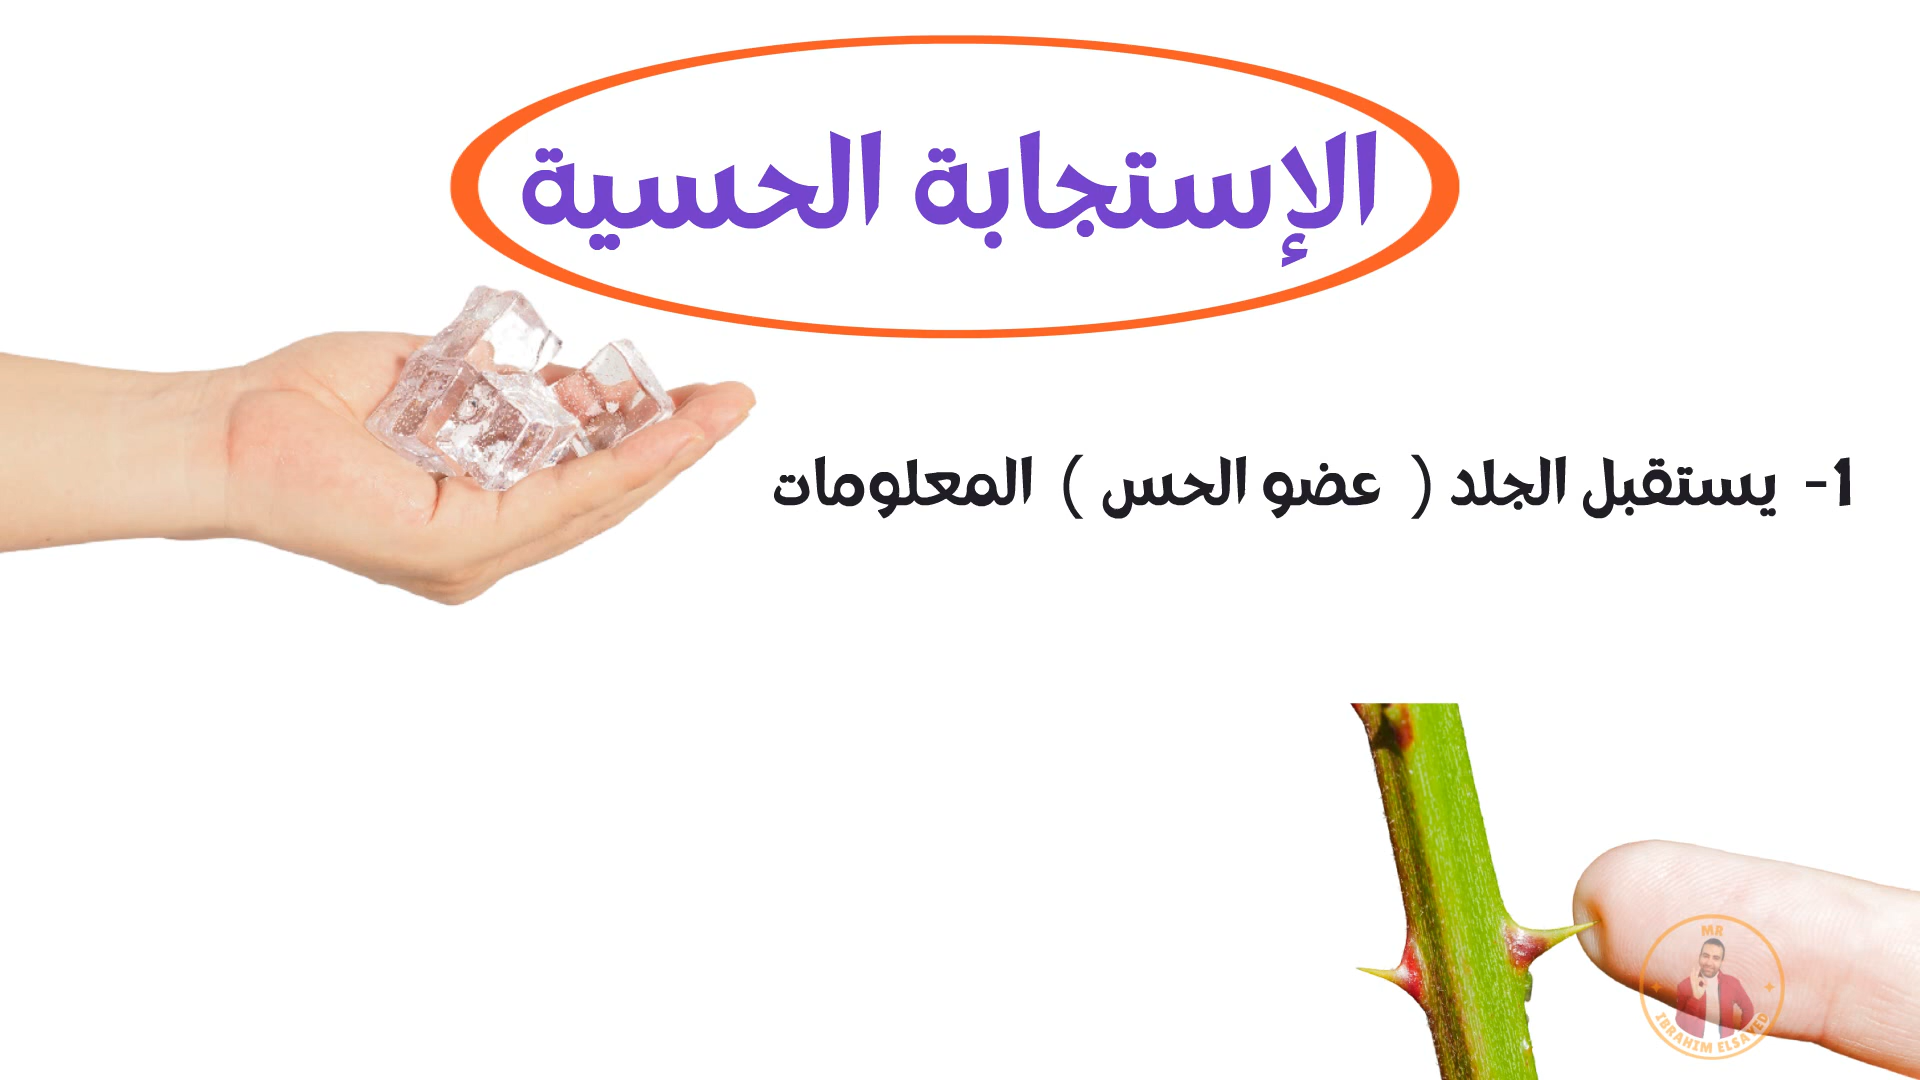 الإستجابة الحسية
1- يستقبل الجلد ( عضو الحس ) المعلومات
MR
IBRAHIM ELSAYED